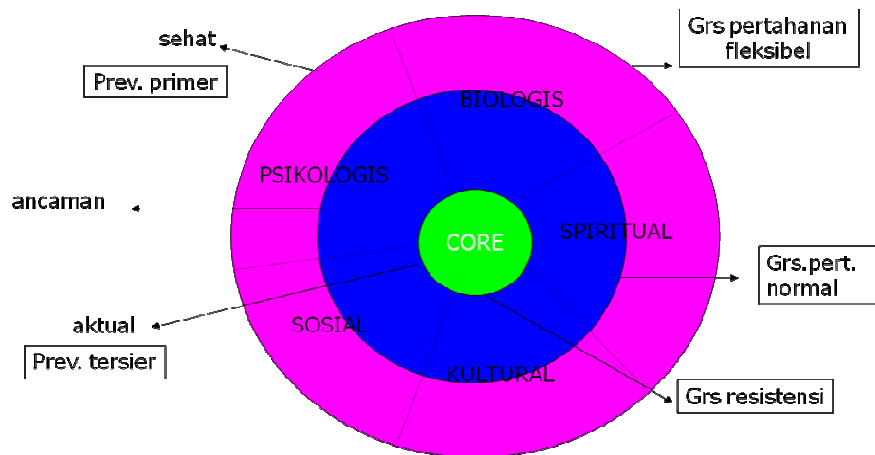 sehat
Prev. primer
Grs pertahanan
fleksibel
BIOLOGIS
PSIKOLOGIS
ancaman
CORE
SPIRITUAL
Grs.pert.
normal
aktual
Prev. tersier
SOSIAL
KULTURAL
Grs resistensi